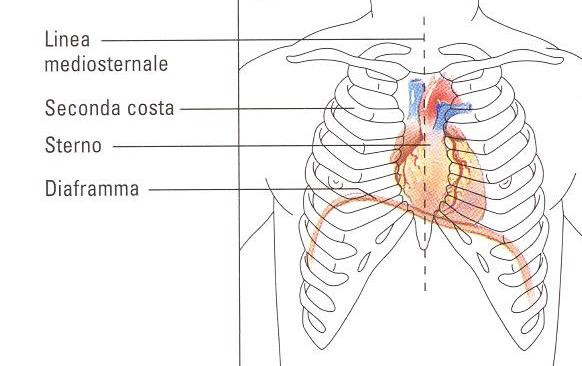 Linea
mediosternale
Seconda costa
Sterno
Diaframma